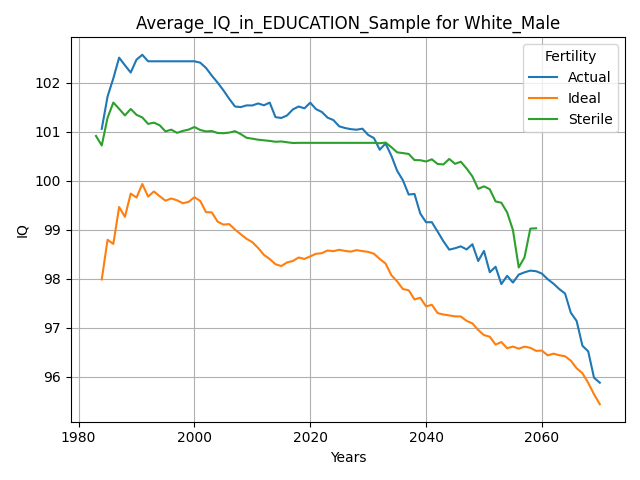 Average_IQ_in_EDUCATION_Sample for White_Male
Fertility
Actual
Ideal
Sterile
IQ
102
101
100
99
98
97
96
1980
2000
2020
2040
2060
Years